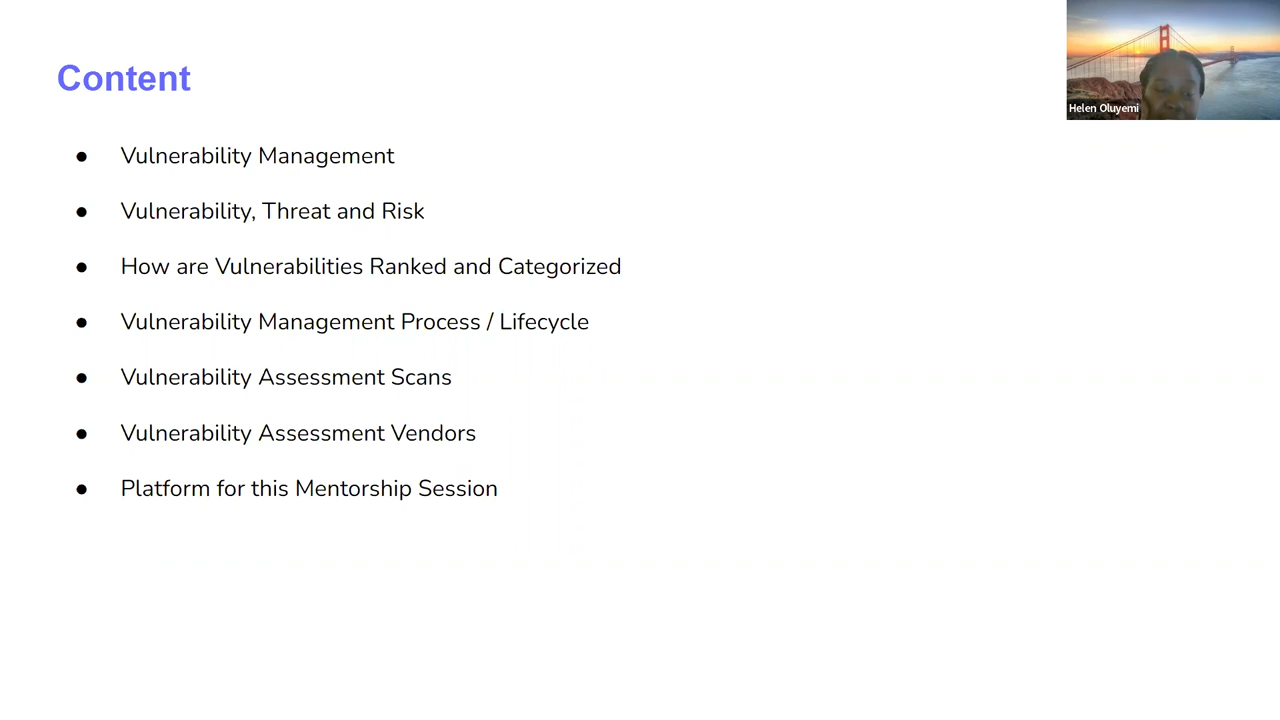 Content
Helen Oluyemi
● Vulnerability Management
● Vulnerability, Threat and Risk
● How are Vulnerabilities Ranked and Categorized
● Vulnerability Management Process / Lifecycle
● Vulnerability Assessment Scans
● Vulnerability Assessment Vendors
● Platform for this Mentorship Session